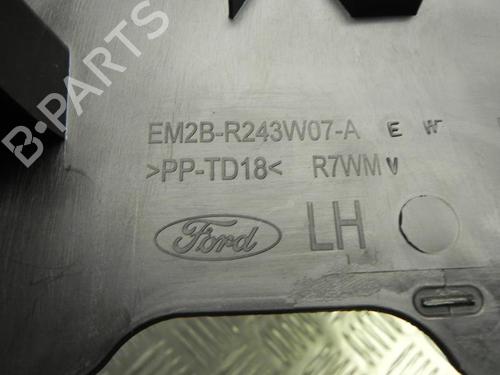 B-PARTS
EM2B-R243W07-A E W
>PP-TD18< R7WM V
Ford LH